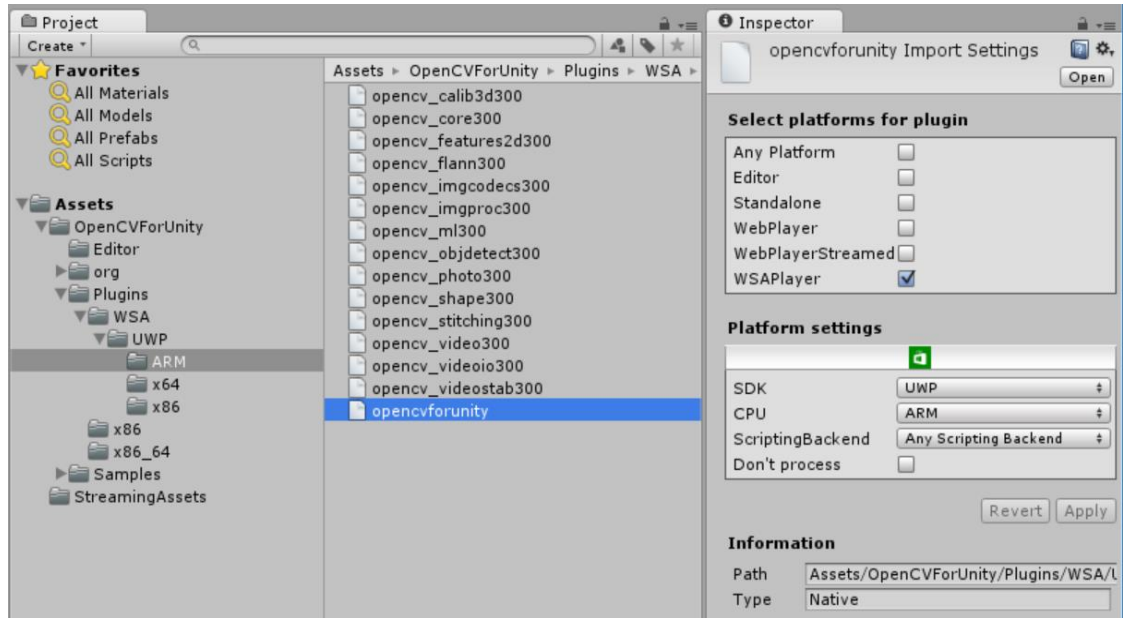 Project
Create
Favorites
All Materials
All Models
All Prefabs
All Scripts
Assets
OpenCVForUnity
Editor
org
Plugins
WSA
UWP
ARM
x64
x86
x86
x86_64
Samples
StreamingAssets
Assets OpenCVForUnity Plugins WSA
opencv_calib3d300
opencv_core300
opencv_features2d300
opencv_flann300
opencv_imgcodecs300
opencv_imgproc300
opencv_ml300
opencv_objdetect300
opencv_photo300
opencv_shape300
opencv_stitching300
opencv_video300
opencv_videoio300
opencv_videostab300
opencvforunity
Inspector
opencvforunity Import Settings
Open
Select platforms for plugin
Any Platform
Editor
Standalone
WebPlayer
WebPlayerStreamed
WSAPlayer
Platform settings
SDK UWP
CPU ARM
ScriptingBackend Any Scripting Backend
Don't process
Revert Apply
Information
Path Assets/OpenCVForUnity/Plugins/WSA/U
Type Native